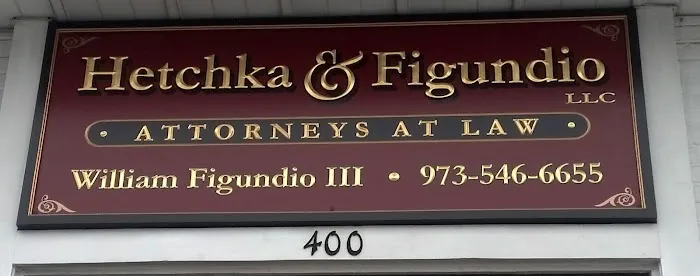 Hetchka & Figundio
LLC
• ATTORNEYS AT LAW •
William Figundio III • 973-546-6655
400